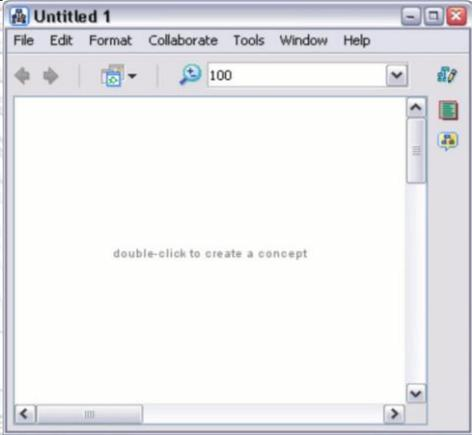 Untitled 1
File Edit Format Collaborate Tools Window Help
100
double-click to create a concept